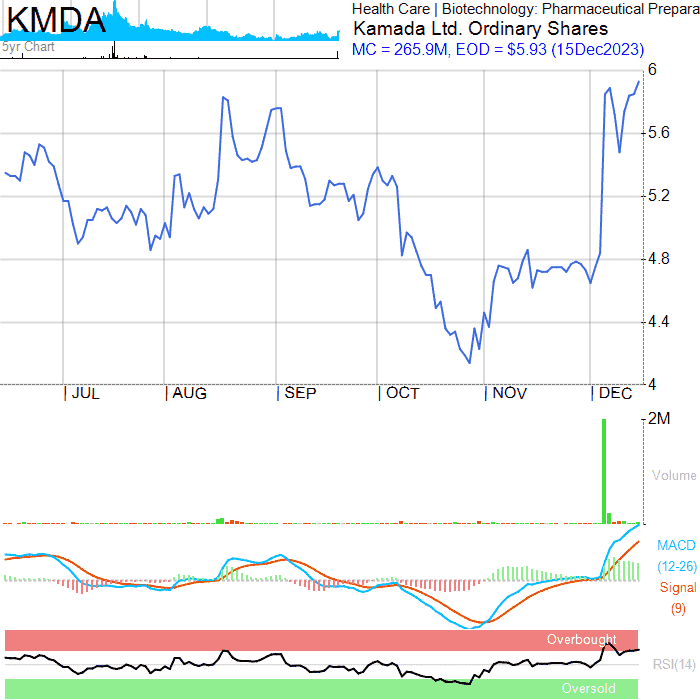 KMDA
5yr Chart
Health Care | Biotechnology: Pharmaceutical Prepara
Kamada Ltd. Ordinary Shares
MC = 265.9M, EOD = $5.93 (15Dec2023)
6
5.6
5.2
4.8
4.4
4
JUL AUG SEP OCT NOV DEC
2M
Volume
MACD
(12-26)
Signal
(9)
Overbought
RSI(14)
Oversold